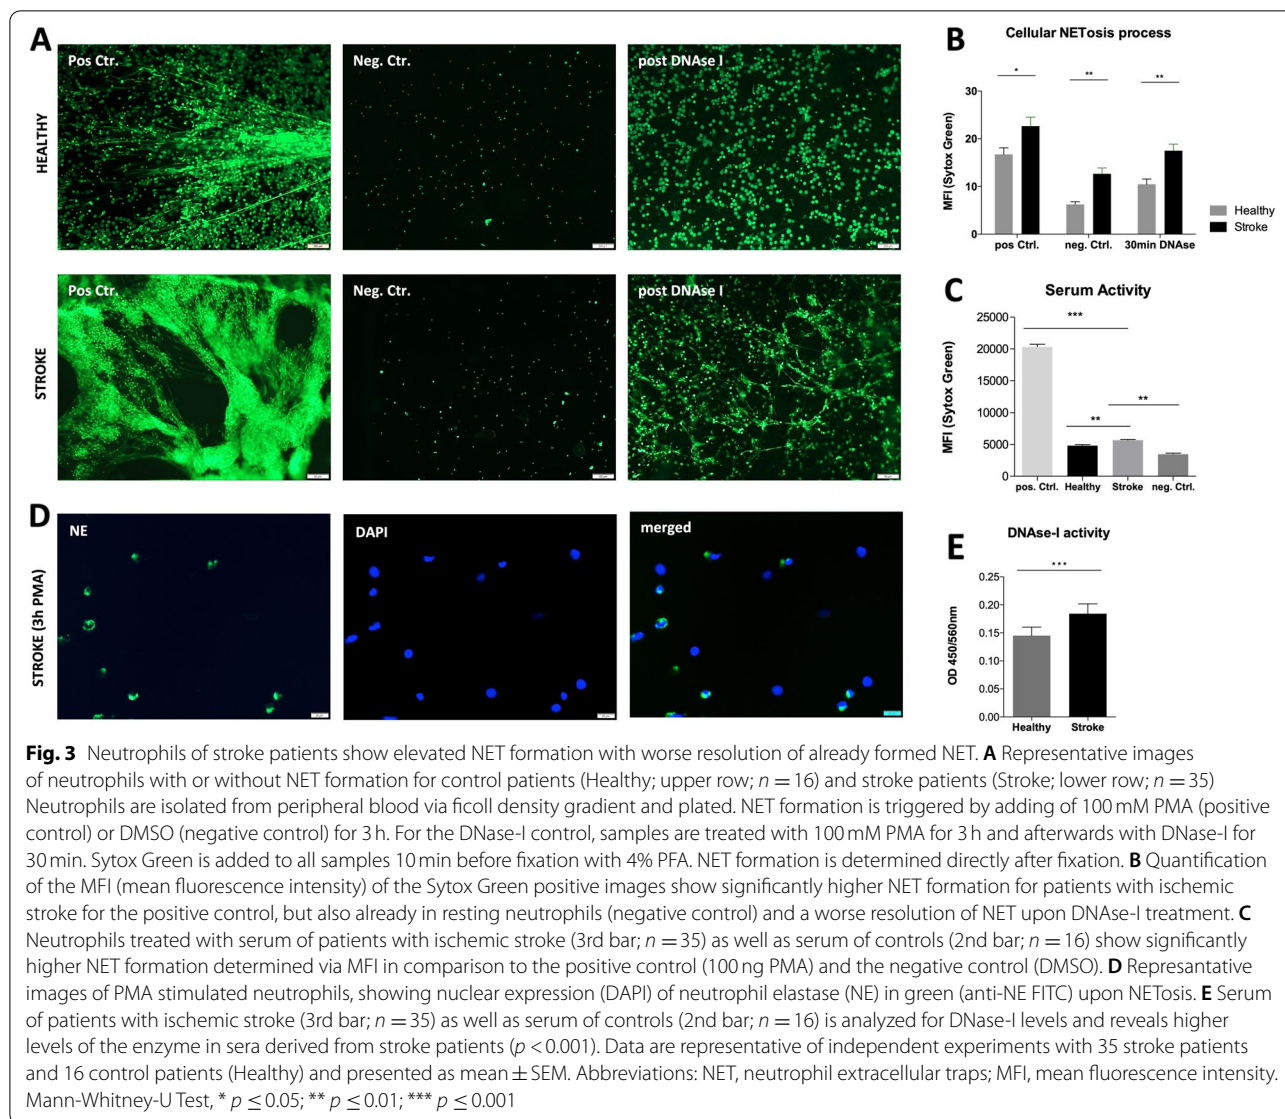 A
Pos Ctr.
Neg. Ctr.
post DNAse I
HEALTHY
Pos Ctr.
Neg. Ctr.
post DNAse I
STROKE
B
Cellular NETosis process
*
**
**
30
20
10
0
MFI (Sytox Green)
pos Ctrl.
neg. Ctrl.
30min DNAse
Healthy
Stroke
C
Serum Activity
***
**
**
25000
20000
15000
10000
5000
0
MFI (Sytox Green)
pos. Ctrl.
Healthy
Stroke
neg. Ctrl.
D
NE
DAPI
merged
STROKE (3h PMA)
E
DNAse-I activity
***
0.25
0.20
0.15
0.10
0.05
0.00
OD 450/560nm
Healthy
Stroke
Fig. 3 Neutrophils of stroke patients show elevated NET formation with worse resolution of already formed NET. A Representative images
of neutrophils with or without NET formation for control patients (Healthy; upper row; n = 16) and stroke patients (Stroke; lower row; n = 35)
Neutrophils are isolated from peripheral blood via ficoll density gradient and plated. NET formation is triggered by adding of 100 mM PMA (positive
control) or DMSO (negative control) for 3 h. For the DNase-I control, samples are treated with 100 mM PMA for 3 h and afterwards with DNase-I for
30 min. Sytox Green is added to all samples 10 min before fixation with 4% PFA. NET formation is determined directly after fixation. B Quantification
of the MFI (mean fluorescence intensity) of the Sytox Green positive images show significantly higher NET formation for patients with ischemic
stroke for the positive control, but also already in resting neutrophils (negative control) and a worse resolution of NET upon DNAse-I treatment. C
Neutrophils treated with serum of patients with ischemic stroke (3rd bar; n = 35) as well as serum of controls (2nd bar; n = 16) show significantly
higher NET formation determined via MFI in comparison to the positive control (100 ng PMA) and the negative control (DMSO). D Represantative
images of PMA stimulated neutrophils, showing nuclear expression (DAPI) of neutrophil elastase (NE) in green (anti-NE FITC) upon NETosis. E Serum
of patients with ischemic stroke (3rd bar; n = 35) as well as serum of controls (2nd bar; n = 16) is analyzed for DNase-I levels and reveals higher
levels of the enzyme in sera derived from stroke patients (p < 0.001). Data are representative of independent experiments with 35 stroke patients
and 16 control patients (Healthy) and presented as mean ± SEM. Abbreviations: NET, neutrophil extracellular traps; MFI, mean fluorescence intensity.
Mann-Whitney-U Test, * p ≤ 0.05; ** p ≤ 0.01; *** p ≤ 0.001